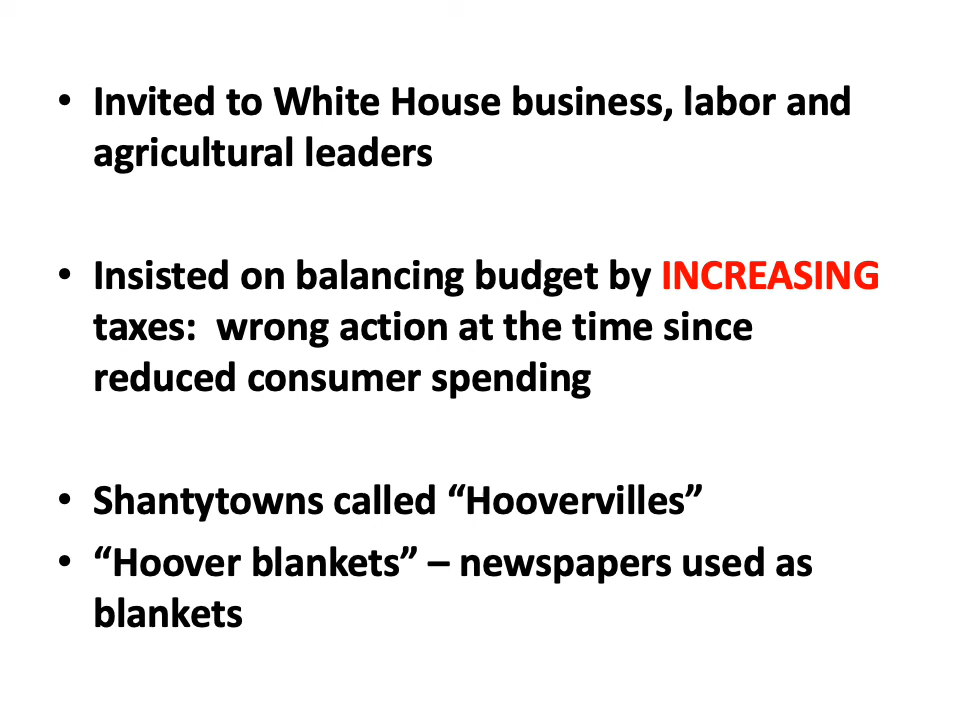 • Invited to White House business, labor and
agricultural leaders
• Insisted on balancing budget by INCREASING
taxes:  wrong action at the time since
reduced consumer spending
• Shantytowns called “Hoovervilles”
• “Hoover blankets” – newspapers used as
blankets